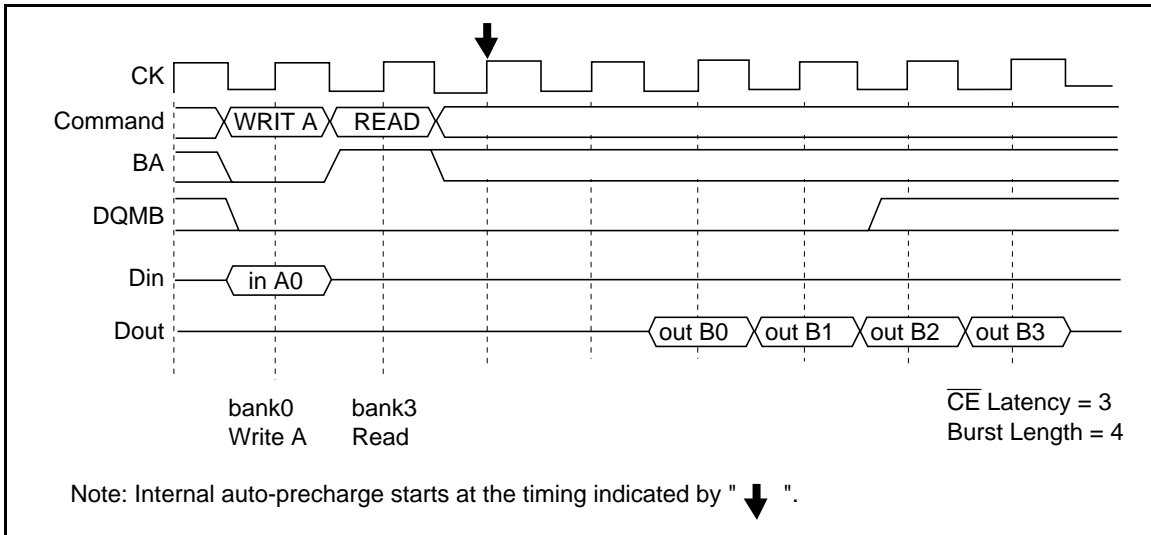 CK
Command WRIT A READ
BA
DQMB
Din in A0
Dout out B0 out B1 out B2 out B3
bank0 bank3 CE Latency = 3
Write A Read Burst Length = 4
Note: Internal auto-precharge starts at the timing indicated by " ".